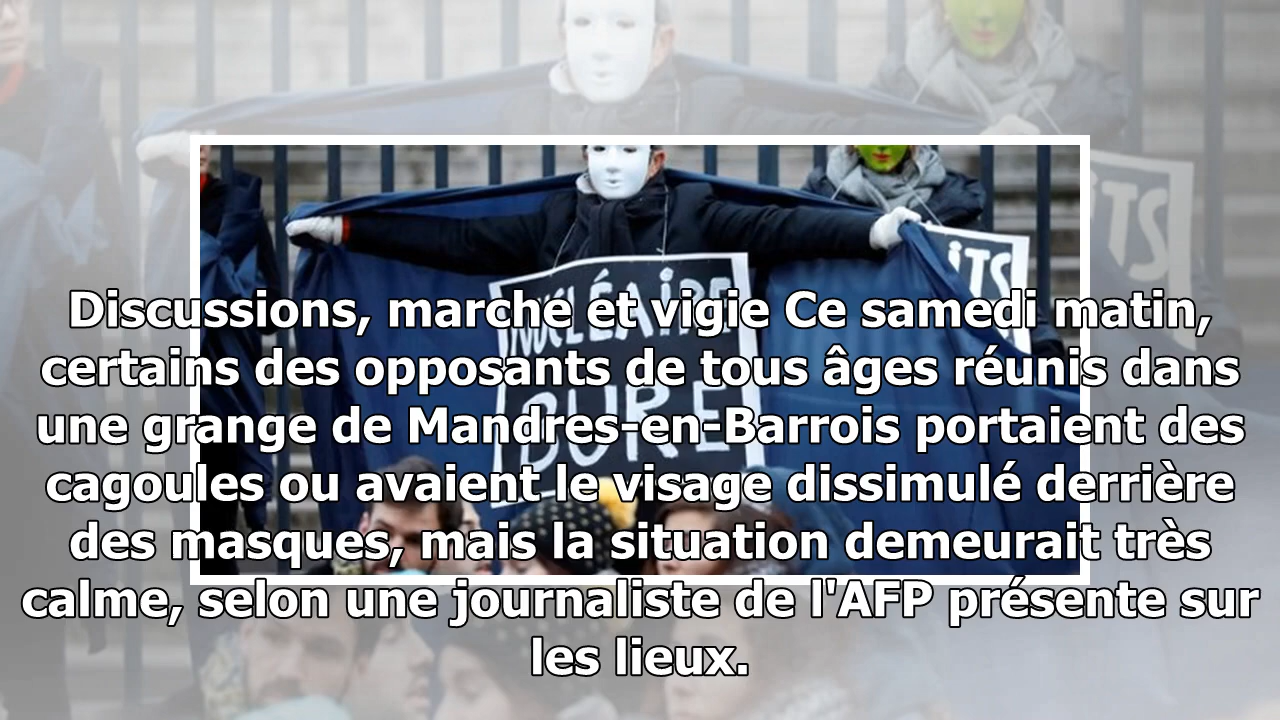 Discussions, marche et vigie Ce samedi matin,
certains des opposants de tous âges réunis dans
une grange de Mandres-en-Barrois portaient des
cagoules ou avaient le visage dissimulé derrière
des masques, mais la situation demeurait très
calme, selon une journaliste de l'AFP présente sur
les lieux.
NUCLÉAIRE
BURE